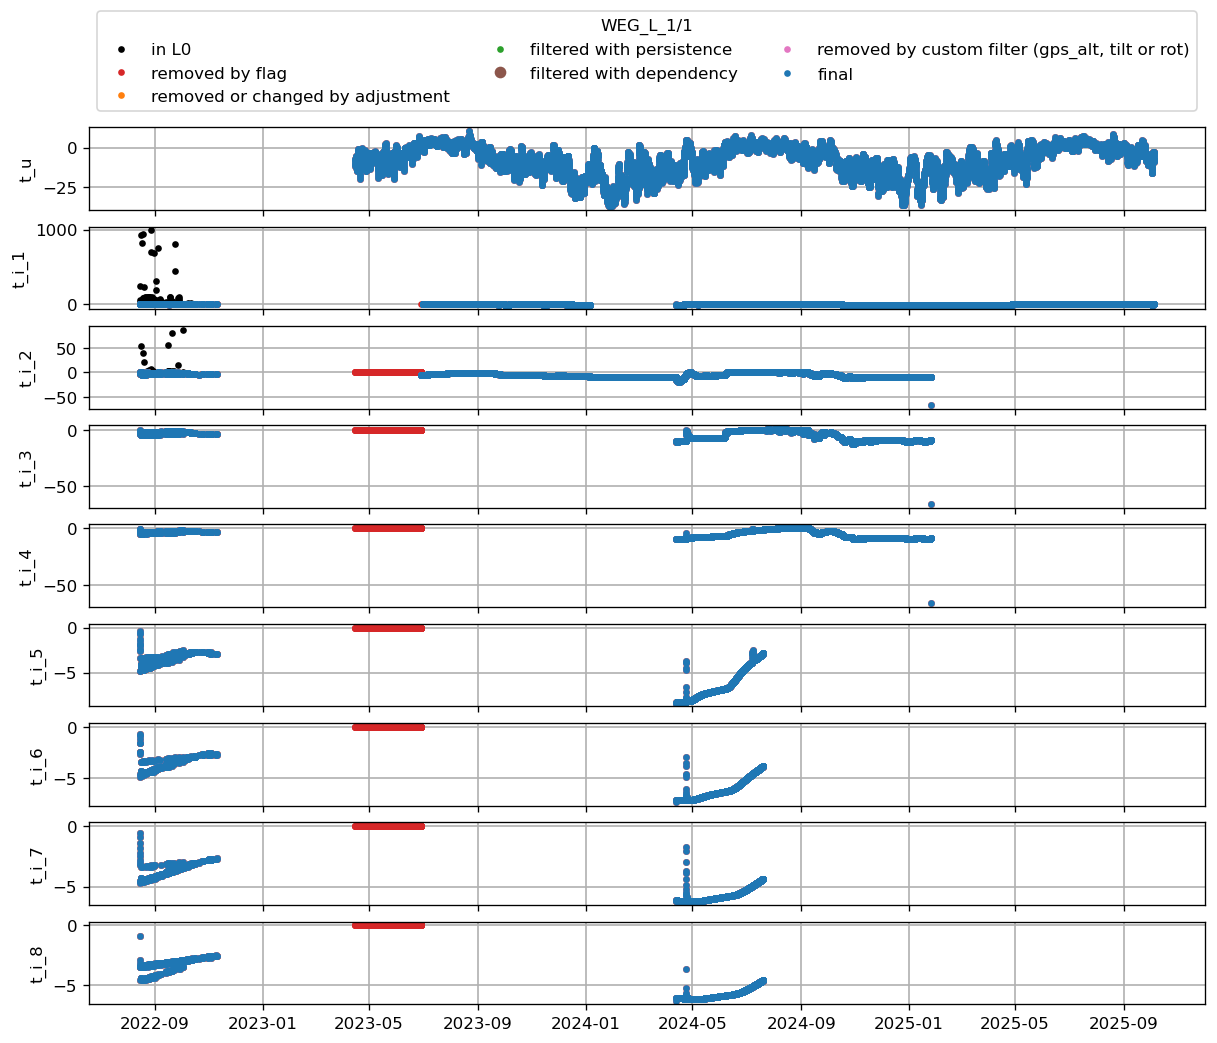 WEG_L_1/1
in L0
removed by flag
removed or changed by adjustment
filtered with persistence
filtered with dependency
removed by custom filter (gps_alt, tilt or rot)
final
t_u
0
−25
t_i_1
1000
0
t_i_2
50
0
−50
t_i_3
0
−50
t_i_4
0
−50
t_i_5
0
−5
t_i_6
0
−5
t_i_7
0
−5
t_i_8
0
−5
2022-09 2023-01 2023-05 2023-09 2024-01 2024-05 2024-09 2025-01 2025-05 2025-09